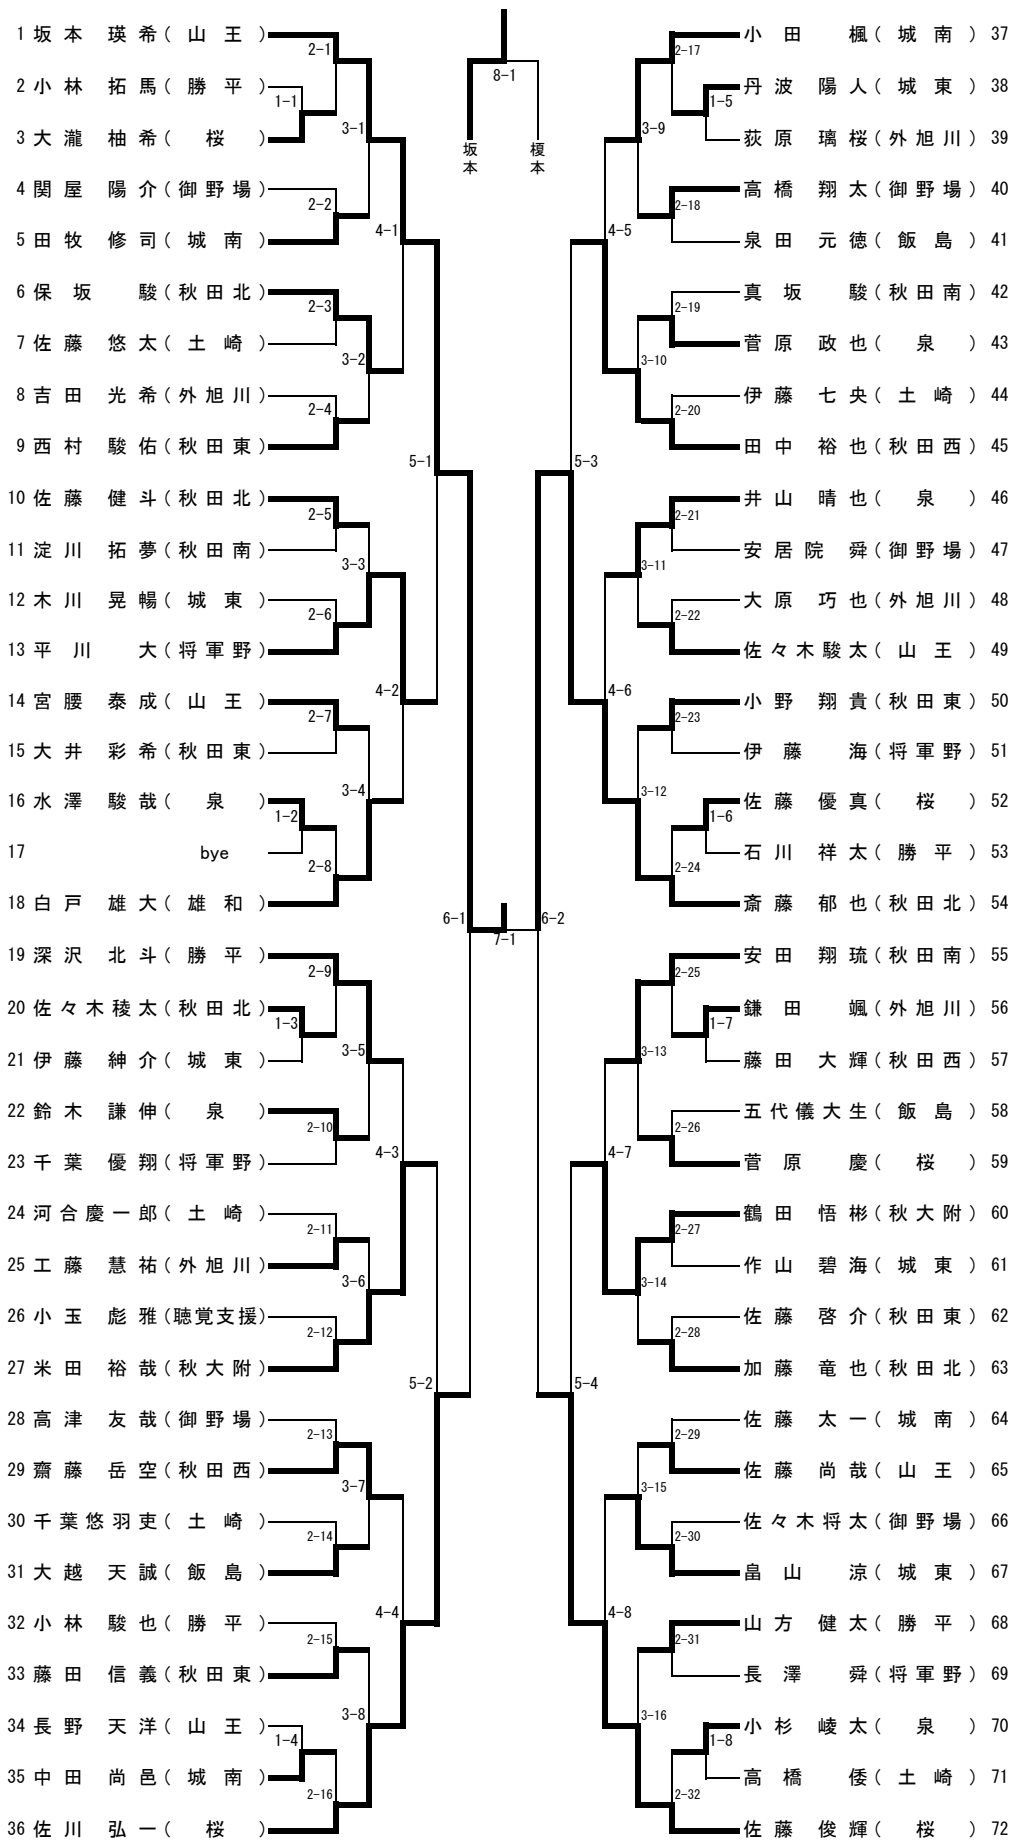 1 坂本 瑛希（山王）
2 小林 拓馬（勝平）
3 大瀧 柚希（桜）
4 関屋 陽介（御野場）
5 田牧 修司（城南）
6 保坂 駿（秋田北）
7 佐藤 悠太（土崎）
8 吉田 光希（外旭川）
9 西村 駿佑（秋田東）
10 佐藤 健斗（秋田北）
11 淀川 拓夢（秋田南）
12 木川 晃暢（城東）
13 平川 大（将軍野）
14 宮腰 泰成（山王）
15 大井 彩希（秋田東）
16 水澤 駿哉（泉）
17 bye
18 白戸 雄大（雄和）
19 深沢 北斗（勝平）
20 佐々木稜太（秋田北）
21 伊藤 紳介（城東）
22 鈴木 謙伸（泉）
23 千葉 優翔（将軍野）
24 河合慶一郎（土崎）
25 工藤 慧祐（外旭川）
26 小玉 彪雅（聴覚支援）
27 米田 裕哉（秋大附）
28 高津 友哉（御野場）
29 齋藤 岳空（秋田西）
30 千葉悠羽吏（土崎）
31 大越 天誠（飯島）
32 小林 駿也（勝平）
33 藤田 信義（秋田東）
34 長野 天洋（山王）
35 中田 尚邑（城南）
36 佐川 弘一（桜）
1-1
1-2
1-3
1-4
2-1
2-2
2-3
2-4
2-5
2-6
2-7
2-8
2-9
2-10
2-11
2-12
2-13
2-14
2-15
2-16
3-1
3-2
3-3
3-4
3-5
3-6
3-7
3-8
4-1
4-2
4-3
4-4
5-1
5-2
6-1
8-1
坂本
榎本
7-1
6-2
5-3
5-4
4-5
4-6
4-7
4-8
3-9
3-10
3-11
3-12
3-13
3-14
3-15
3-16
2-17
2-18
2-19
2-20
2-21
2-22
2-23
2-24
2-25
2-26
2-27
2-28
2-29
2-30
2-31
2-32
1-5
1-6
1-7
1-8
小田 楓（城南）37
丹波 陽人（城東）38
荻原 璃桜（外旭川）39
高橋 翔太（御野場）40
泉田 元徳（飯島）41
真坂 駿（秋田南）42
菅原 政也（泉）43
伊藤 七央（土崎）44
田中 裕也（秋田西）45
井山 晴也（泉）46
安居院 舜（御野場）47
大原 巧也（外旭川）48
佐々木駿太（山王）49
小野 翔貴（秋田東）50
伊藤 海（将軍野）51
佐藤 優真（桜）52
石川 祥太（勝平）53
斎藤 郁也（秋田北）54
安田 翔琉（秋田南）55
鎌田 颯（外旭川）56
藤田 大輝（秋田西）57
五代儀大生（飯島）58
菅原 慶（桜）59
鶴田 悟彬（秋大附）60
作山 碧海（城東）61
佐藤 啓介（秋田東）62
加藤 竜也（秋田北）63
佐藤 太一（城南）64
佐藤 尚哉（山王）65
佐々木将太（御野場）66
畠山 涼（城東）67
山方 健太（勝平）68
長澤 舜（将軍野）69
小杉 崚太（泉）70
高橋 倭（土崎）71
佐藤 俊輝（桜）72